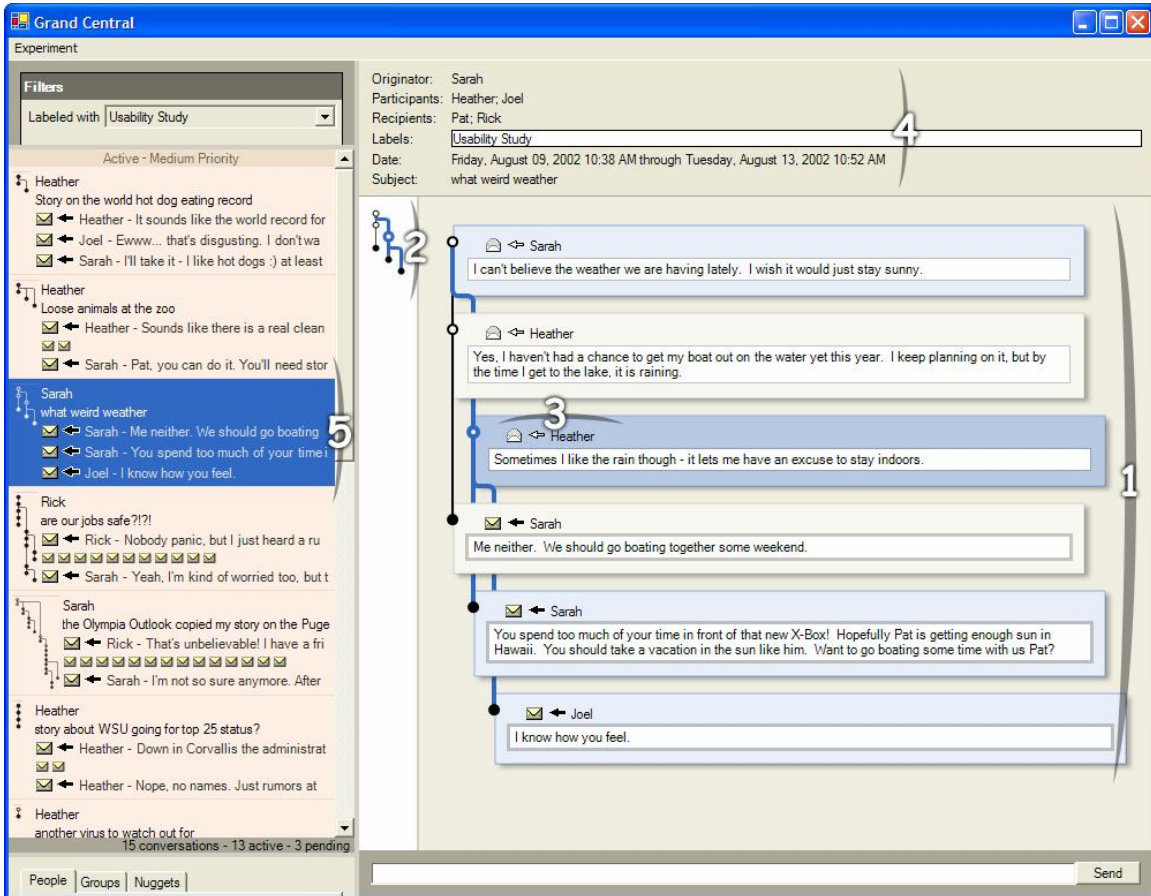 Grand Central
Experiment
Filters
Labeled with Usability Study
Active - Medium Priority
Heather
Story on the world hot dog eating record
Heather - It sounds like the world record for
Joel - Ewww... that's disgusting. I don't wa
Sarah - I'll take it - I like hot dogs :) at least
Heather
Loose animals at the zoo
Heather - Sounds like there is a real clean
Sarah - Pat, you can do it. You'll need stor
Sarah
what weird weather
Sarah - Me neither. We should go boating
Sarah - You spend too much of your time i
Joel - I know how you feel.
5
Rick
are our jobs safe?!?!
Rick - Nobody panic, but I just heard a ru
Sarah - Yeah, I'm kind of worried too, but t
Sarah
the Olympia Outlook copied my story on the Puge
Rick - That's unbelievable! I have a fri
Sarah - I'm not so sure anymore. After
Heather
story about WSU going for top 25 status?
Heather - Down in Corvallis the administrat
Heather - Nope, no names. Just rumors at
Heather
another virus to watch out for
15 conversations - 13 active - 3 pending
People Groups Nuggets
Originator: Sarah
Participants: Heather; Joel
Recipients: Pat; Rick
Labels: Usability Study
Date: Friday, August 09, 2002 10:38 AM through Tuesday, August 13, 2002 10:52 AM
Subject: what weird weather
4
2
Sarah
I can't believe the weather we are having lately. I wish it would just stay sunny.
Heather
Yes, I haven't had a chance to get my boat out on the water yet this year. I keep planning on it, but by
the time I get to the lake, it is raining.
3
Heather
Sometimes I like the rain though - it lets me have an excuse to stay indoors.
1
Sarah
Me neither. We should go boating together some weekend.
Sarah
You spend too much of your time in front of that new X-Box! Hopefully Pat is getting enough sun in
Hawaii. You should take a vacation in the sun like him. Want to go boating some time with us Pat?
Joel
I know how you feel.
Send